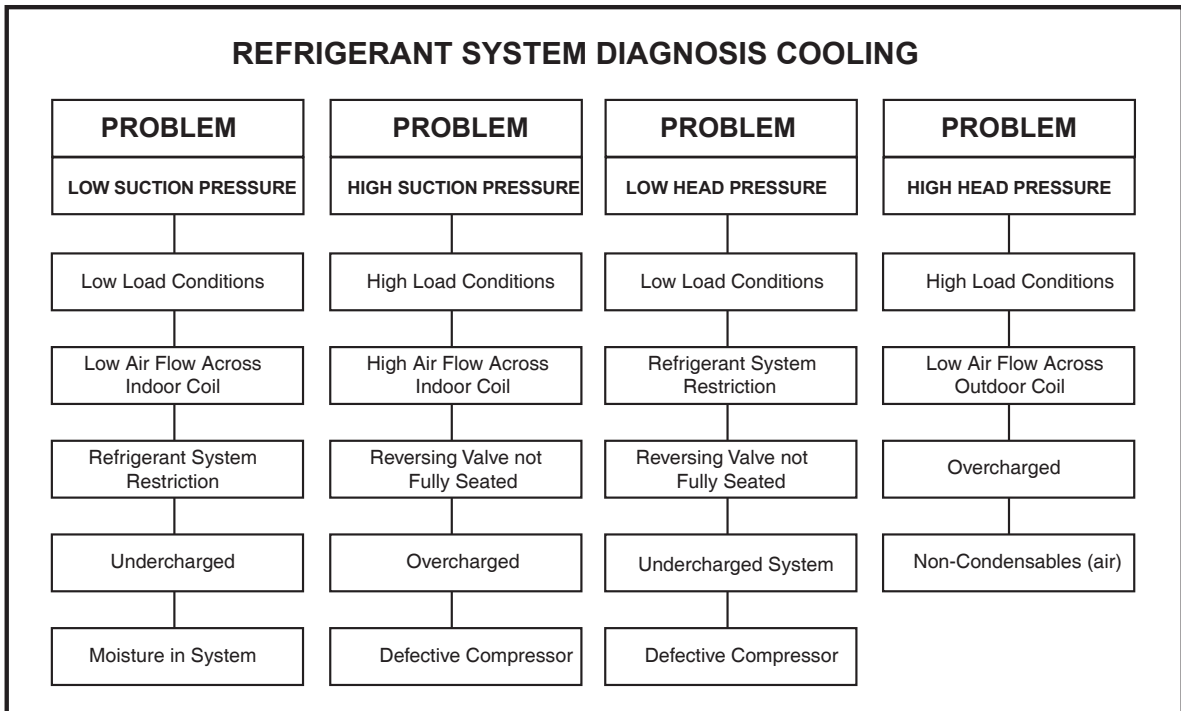 REFRIGERANT SYSTEM DIAGNOSIS COOLING
PROBLEM
LOW SUCTION PRESSURE
Low Load Conditions
Low Air Flow Across
Indoor Coil
Refrigerant System
Restriction
Undercharged
Moisture in System
PROBLEM
HIGH SUCTION PRESSURE
High Load Conditions
High Air Flow Across
Indoor Coil
Reversing Valve not
Fully Seated
Overcharged
Defective Compressor
PROBLEM
LOW HEAD PRESSURE
Low Load Conditions
Refrigerant System
Restriction
Reversing Valve not
Fully Seated
Undercharged System
Defective Compressor
PROBLEM
HIGH HEAD PRESSURE
High Load Conditions
Low Air Flow Across
Outdoor Coil
Overcharged
Non-Condensables (air)